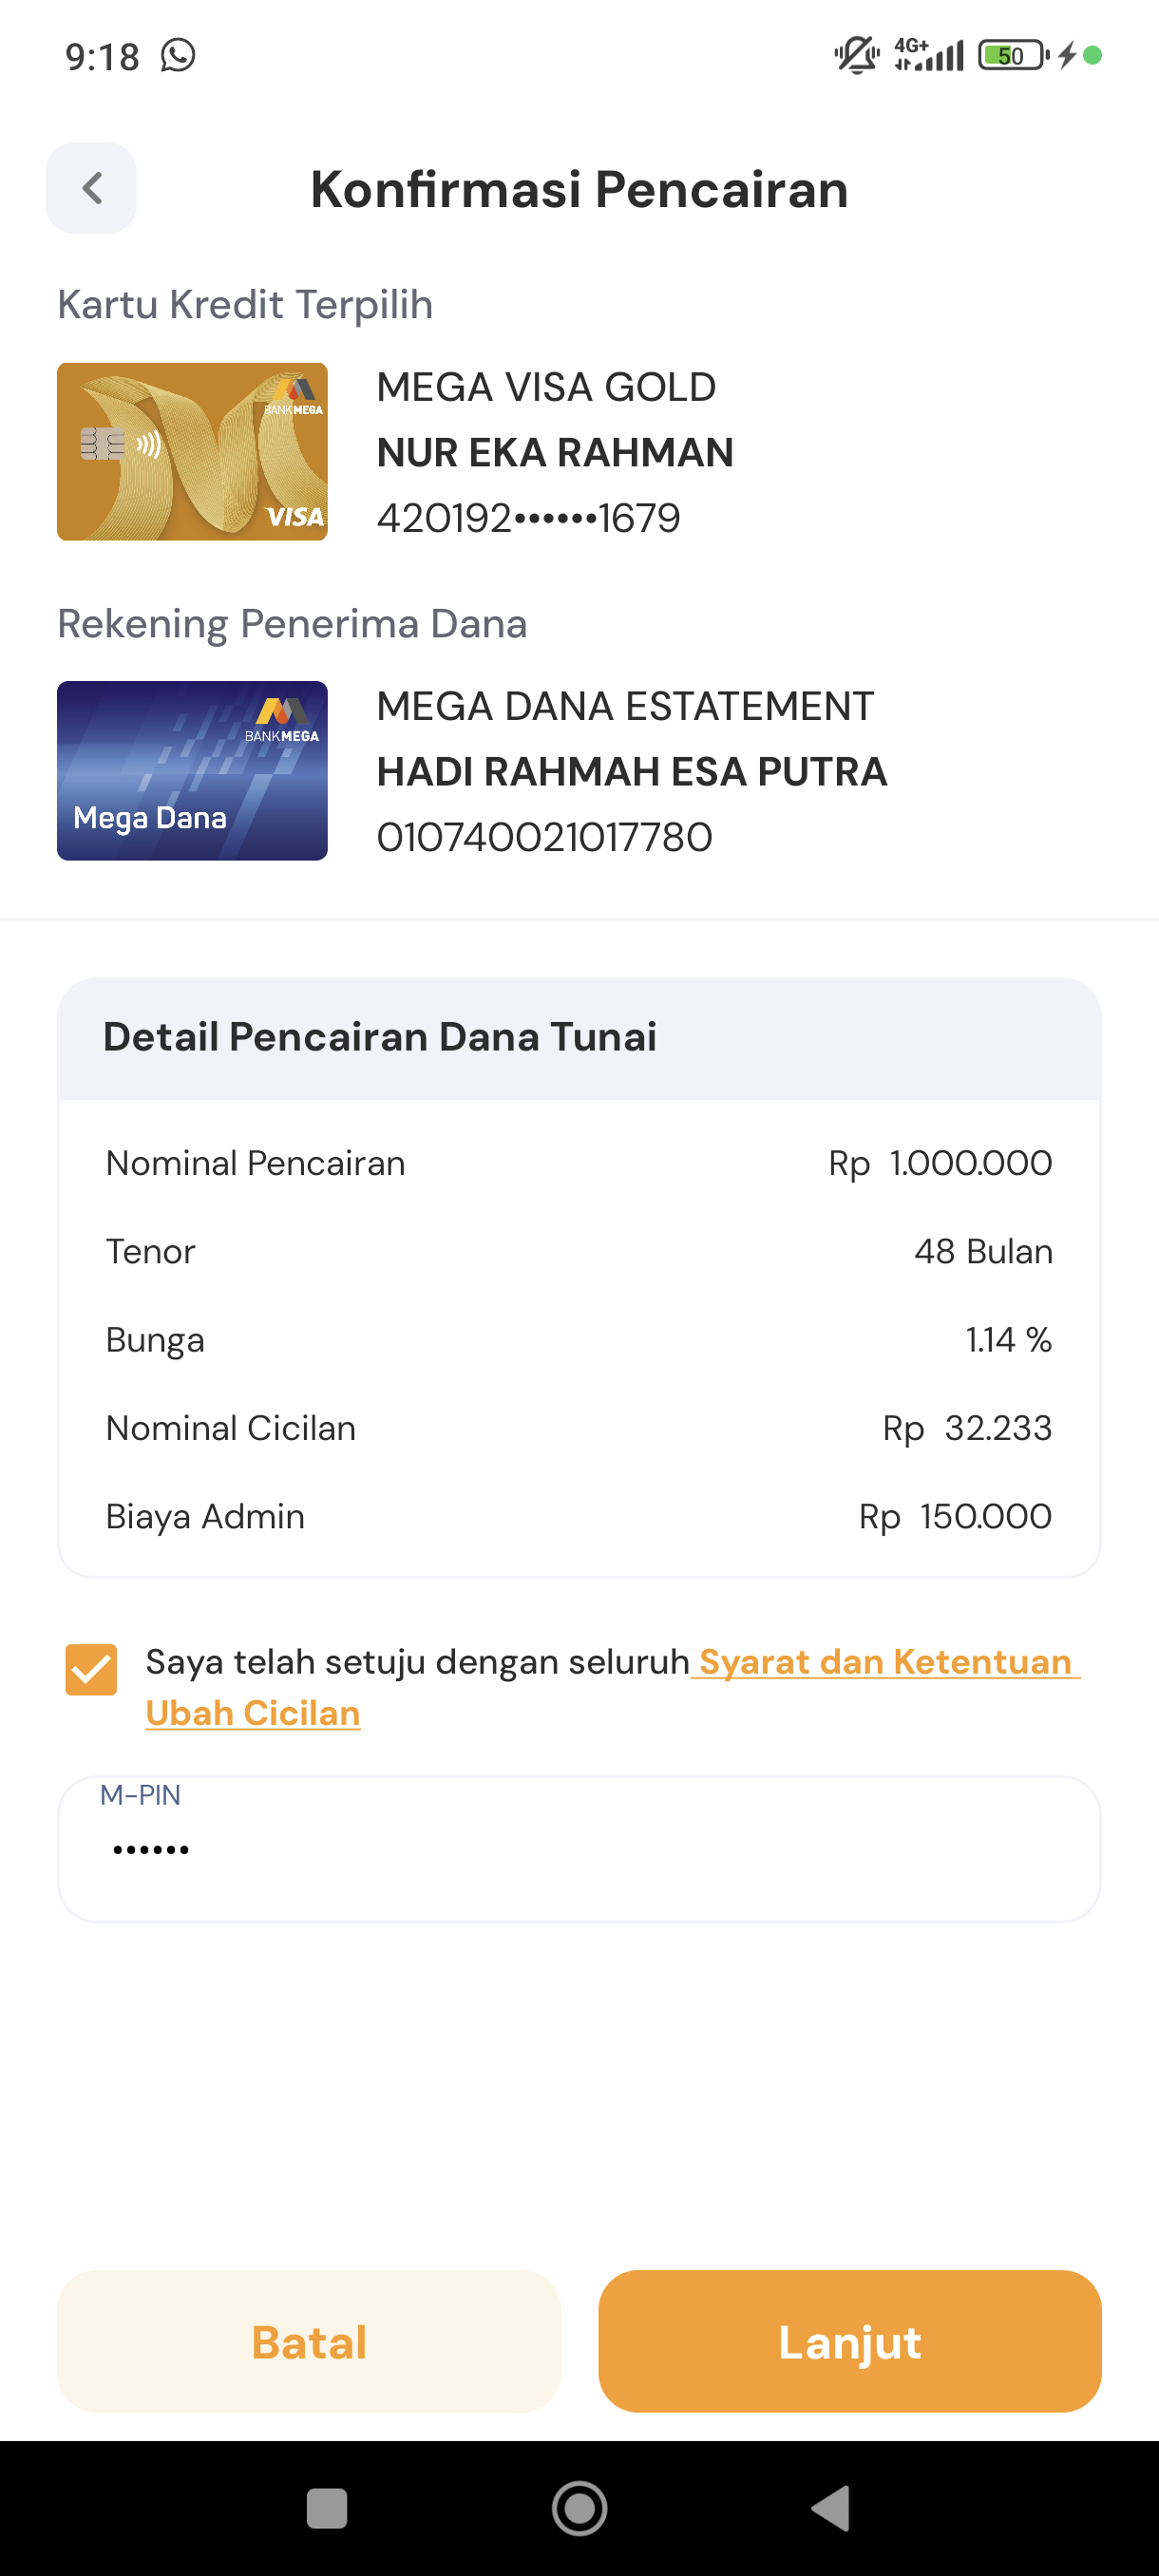 9:18
4G+
50
Konfirmasi Pencairan
Kartu Kredit Terpilih
BANK MEGA
VISA
MEGA VISA GOLD
NUR EKA RAHMAN
420192••••••1679
Rekening Penerima Dana
BANK MEGA
Mega Dana
MEGA DANA ESTATEMENT
HADI RAHMAH ESA PUTRA
010740021017780
Detail Pencairan Dana Tunai
Nominal Pencairan Rp 1.000.000
Tenor 48 Bulan
Bunga 1.14 %
Nominal Cicilan Rp 32.233
Biaya Admin Rp 150.000
Saya telah setuju dengan seluruh Syarat dan Ketentuan
Ubah Cicilan
M-PIN
••••••
Batal
Lanjut